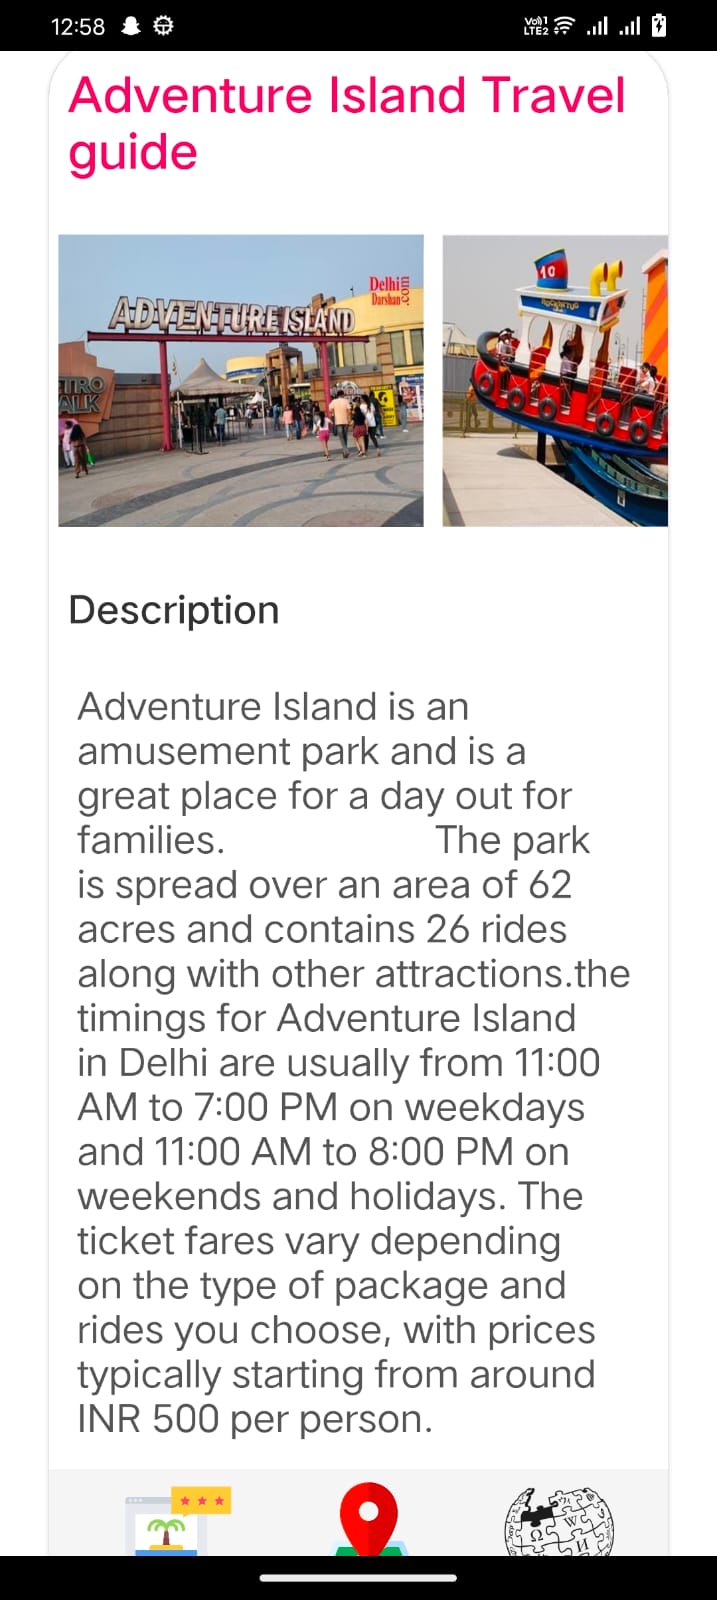 12:58
Vo)) 1
LTE2
Adventure Island Travel
guide
Delhi
Darshan
.com
ADVENTURE ISLAND
TRO
ALK
10
Description
Adventure Island is an
amusement park and is a
great place for a day out for
families. The park
is spread over an area of 62
acres and contains 26 rides
along with other attractions.the
timings for Adventure Island
in Delhi are usually from 11:00
AM to 7:00 PM on weekdays
and 11:00 AM to 8:00 PM on
weekends and holidays. The
ticket fares vary depending
on the type of package and
rides you choose, with prices
typically starting from around
INR 500 per person.
Ω W
И